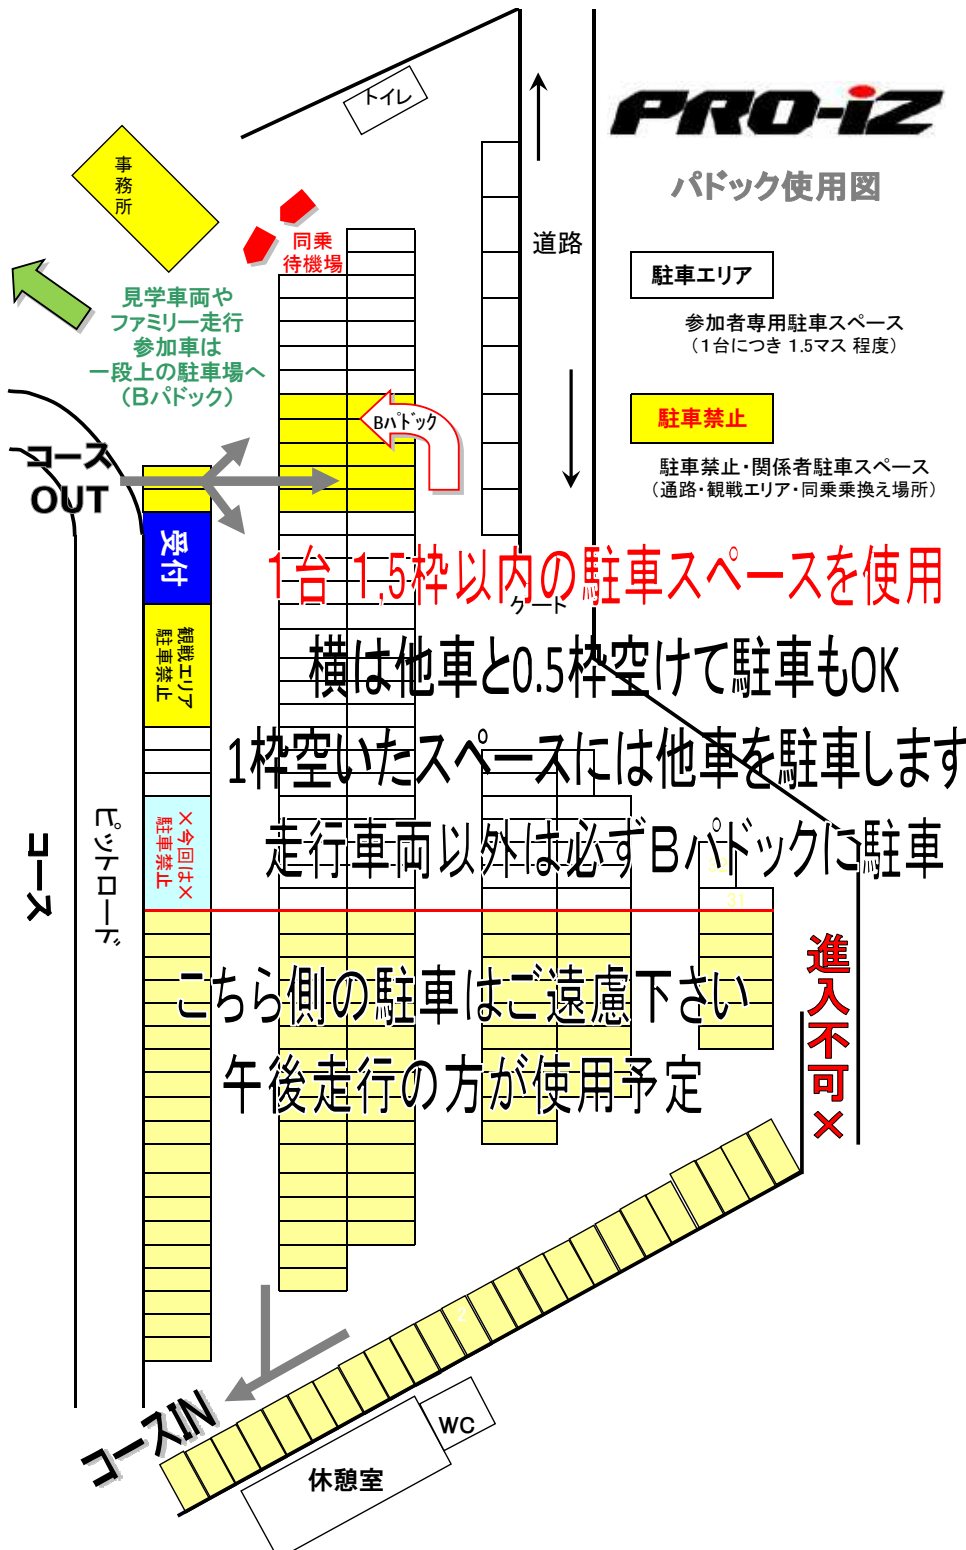 トイレ
PRO-iZ
パドック使用図
事務所
同乗
待機場
道路
駐車エリア
参加者専用駐車スペース
（1台につき 1.5マス 程度）
見学車両や
ファミリー走行
参加車は
一段上の駐車場へ
（Bパドック）
Bパドック
駐車禁止
駐車禁止・関係者駐車スペース
（通路・観戦エリア・同乗乗換え場所）
コース
OUT
受付
1台 1.5枠以内の駐車スペースを使用
ゲート
観戦エリア
駐車禁止
横は他車と0.5枠空けて駐車もOK
1枠空いたスペースには他車を駐車します
×今回は×
駐車禁止
走行車両以外は必ずBパドックに駐車
コース
ピットロード
32
31
進入不可×
こちら側の駐車はご遠慮下さい
午後走行の方が使用予定
2
コースIN
WC
休憩室